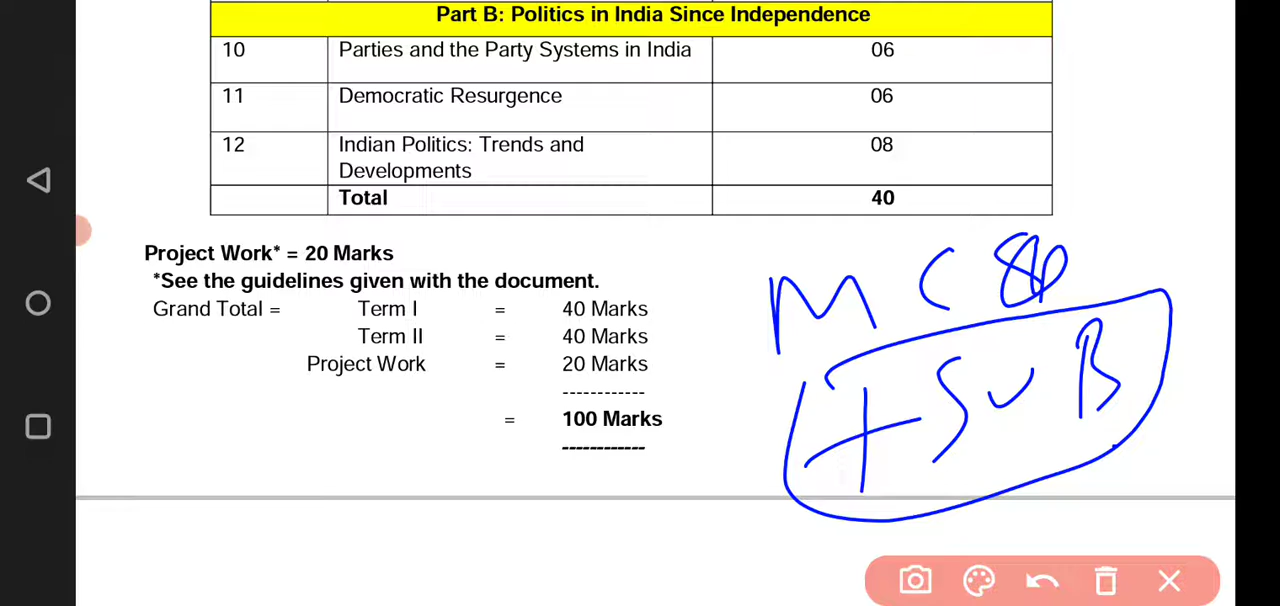 Part B: Politics in India Since Independence
10 Parties and the Party Systems in India 06
11 Democratic Resurgence 06
12 Indian Politics: Trends and Developments 08
Total 40
Project Work* = 20 Marks
*See the guidelines given with the document.
Grand Total = Term I = 40 Marks
Term II = 40 Marks
Project Work = 20 Marks
------------
= 100 Marks
------------
MC
+ SUB